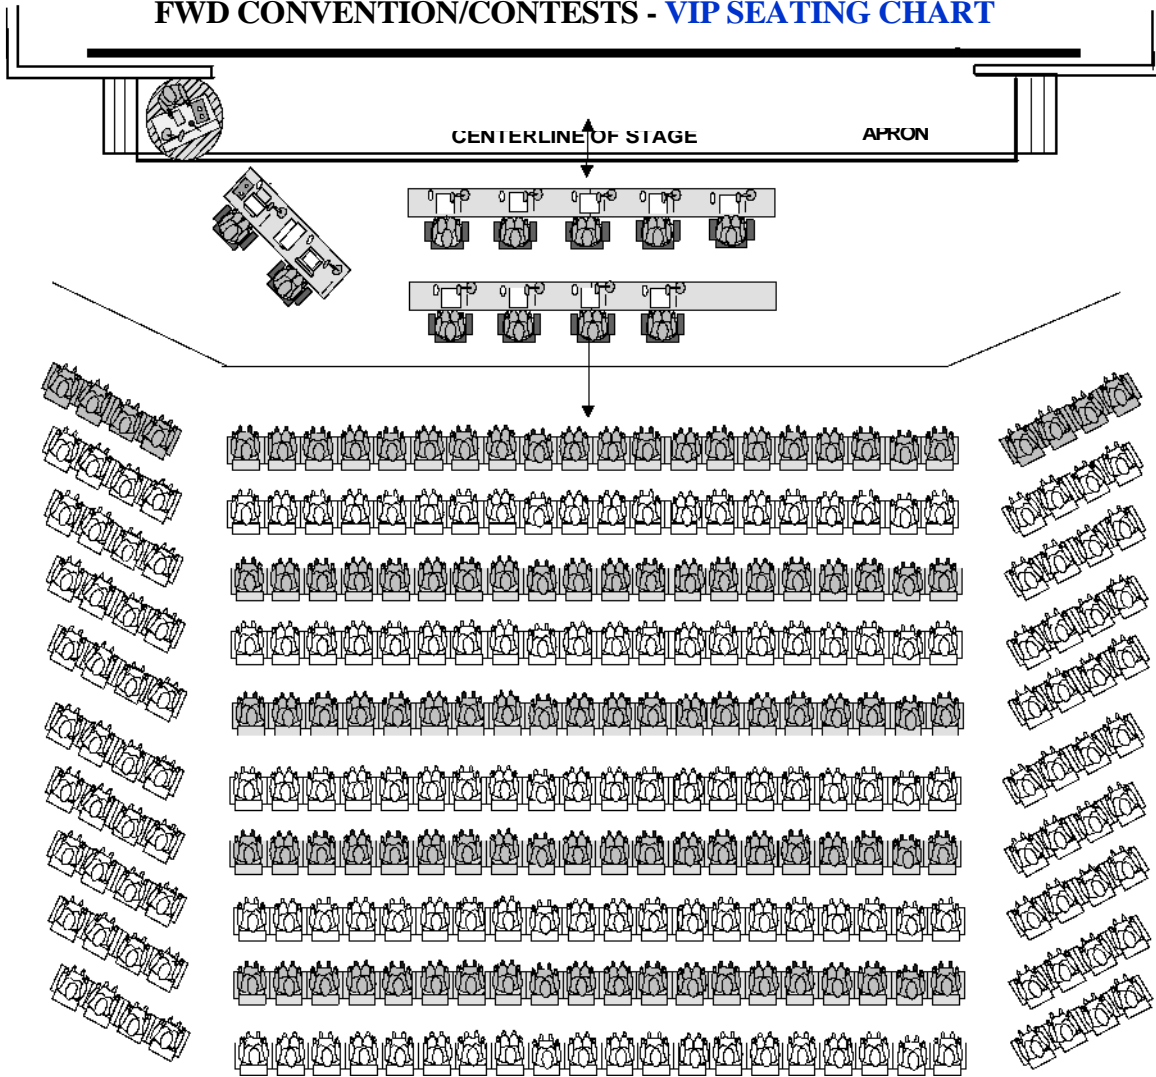 FWD CONVENTION/CONTESTS - VIP SEATING CHART
CENTERLINE OF STAGE
APRON